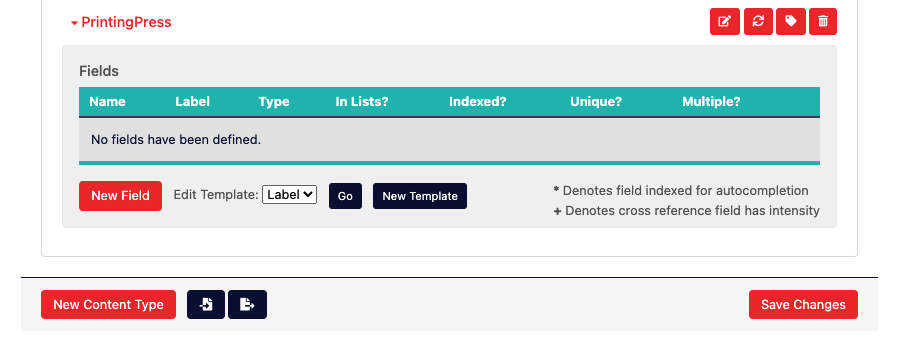 PrintingPress
Fields
Name Label Type In Lists? Indexed? Unique? Multiple?
No fields have been defined.
New Field Edit Template: Label Go New Template * Denotes field indexed for autocompletion
+ Denotes cross reference field has intensity
New Content Type Save Changes